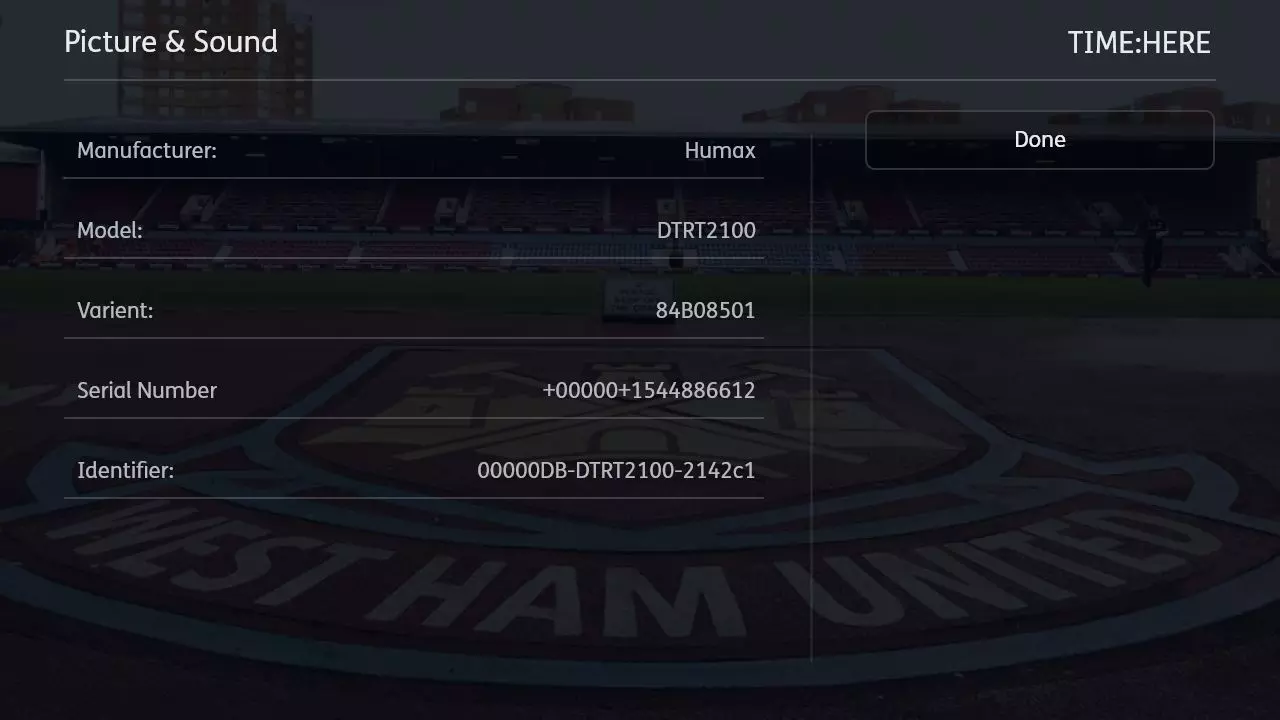 Picture & Sound
TIME:HERE
Manufacturer: Humax
Done
Model: DTRT2100
Varient: 84B08501
Serial Number +00000+1544886612
Identifier: 00000DB-DTRT2100-2142c1
WEST HAM UNITED